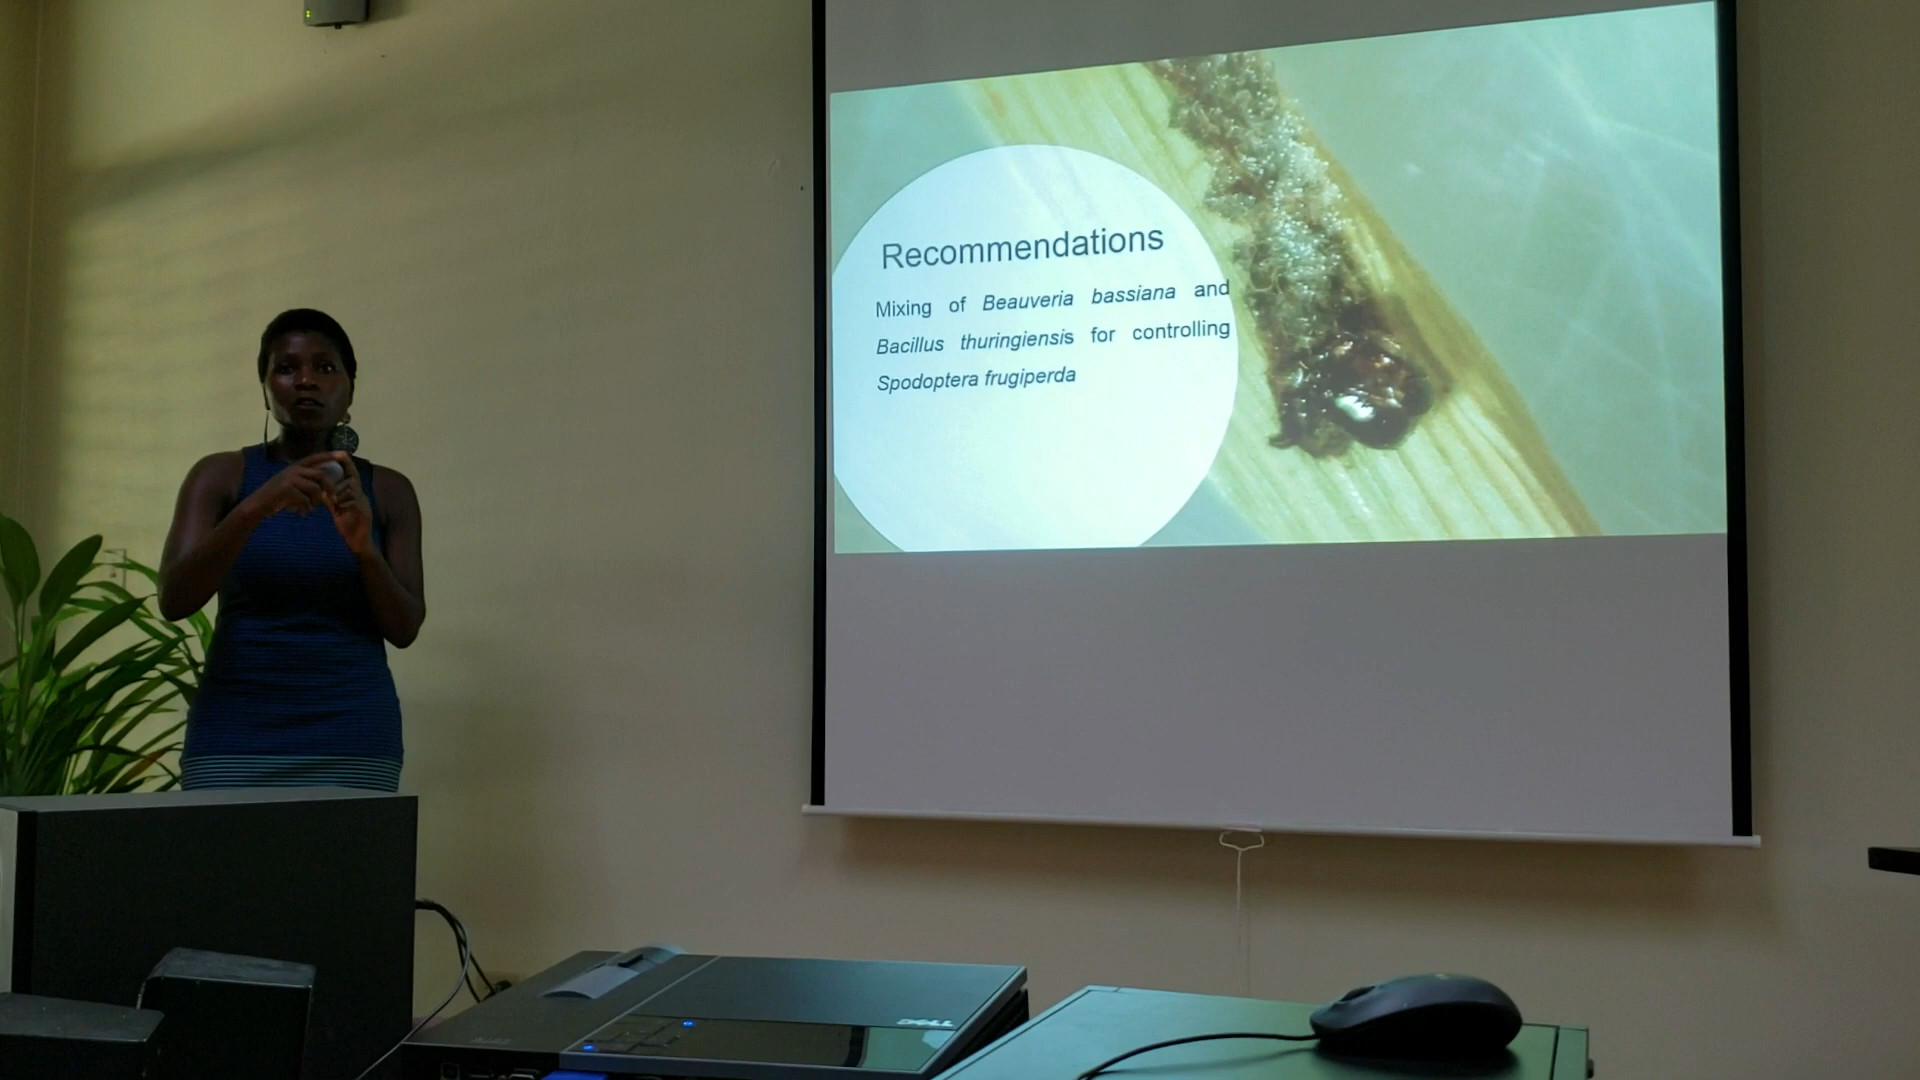 Recommendations
Mixing of Beauveria bassiana and
Bacillus thuringiensis for controlling
Spodoptera frugiperda
DELL